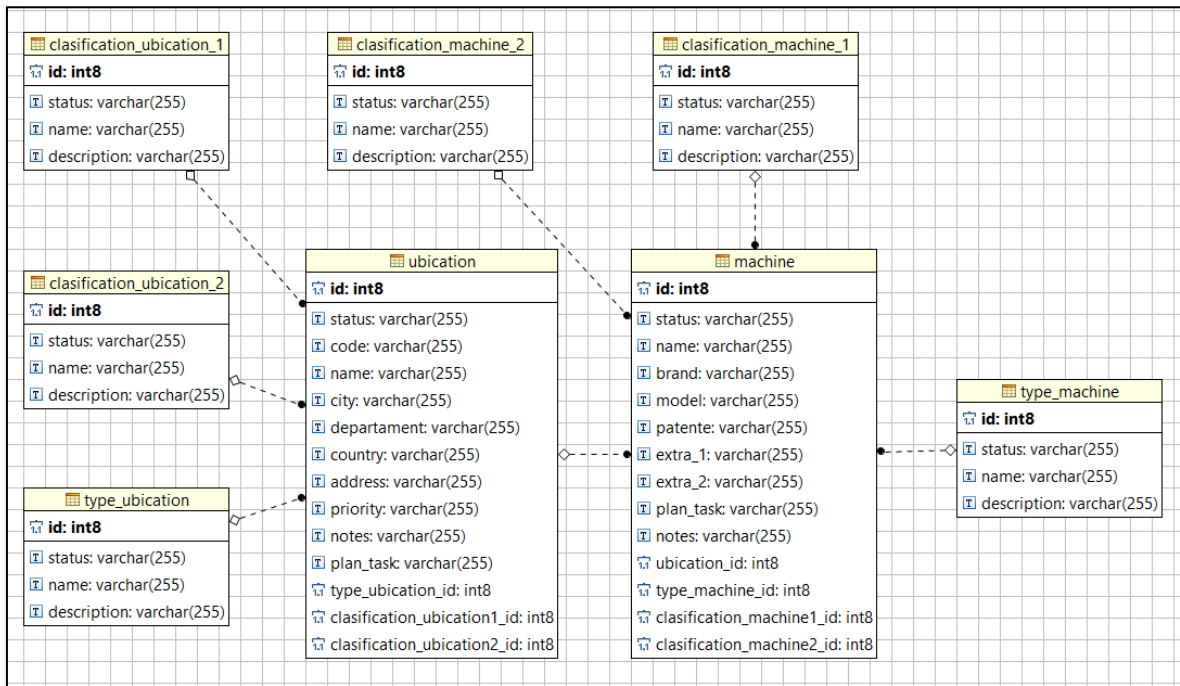 clasification_ubication_1
id: int8
status: varchar(255)
name: varchar(255)
description: varchar(255)
clasification_machine_2
id: int8
status: varchar(255)
name: varchar(255)
description: varchar(255)
clasification_machine_1
id: int8
status: varchar(255)
name: varchar(255)
description: varchar(255)
clasification_ubication_2
id: int8
status: varchar(255)
name: varchar(255)
description: varchar(255)
type_ubication
id: int8
status: varchar(255)
name: varchar(255)
description: varchar(255)
ubication
id: int8
status: varchar(255)
code: varchar(255)
name: varchar(255)
city: varchar(255)
departament: varchar(255)
country: varchar(255)
address: varchar(255)
priority: varchar(255)
notes: varchar(255)
plan_task: varchar(255)
type_ubication_id: int8
clasification_ubication1_id: int8
clasification_ubication2_id: int8
machine
id: int8
status: varchar(255)
name: varchar(255)
brand: varchar(255)
model: varchar(255)
patente: varchar(255)
extra_1: varchar(255)
extra_2: varchar(255)
plan_task: varchar(255)
notes: varchar(255)
ubication_id: int8
type_machine_id: int8
clasification_machine1_id: int8
clasification_machine2_id: int8
type_machine
id: int8
status: varchar(255)
name: varchar(255)
description: varchar(255)